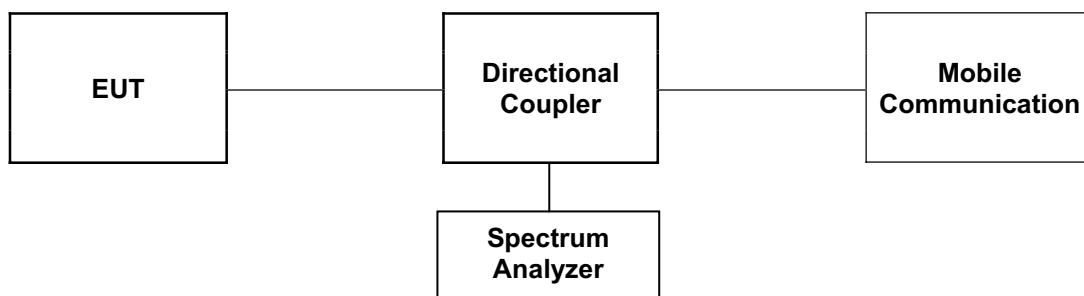 EUT
Directional
Coupler
Mobile
Communication
Spectrum
Analyzer